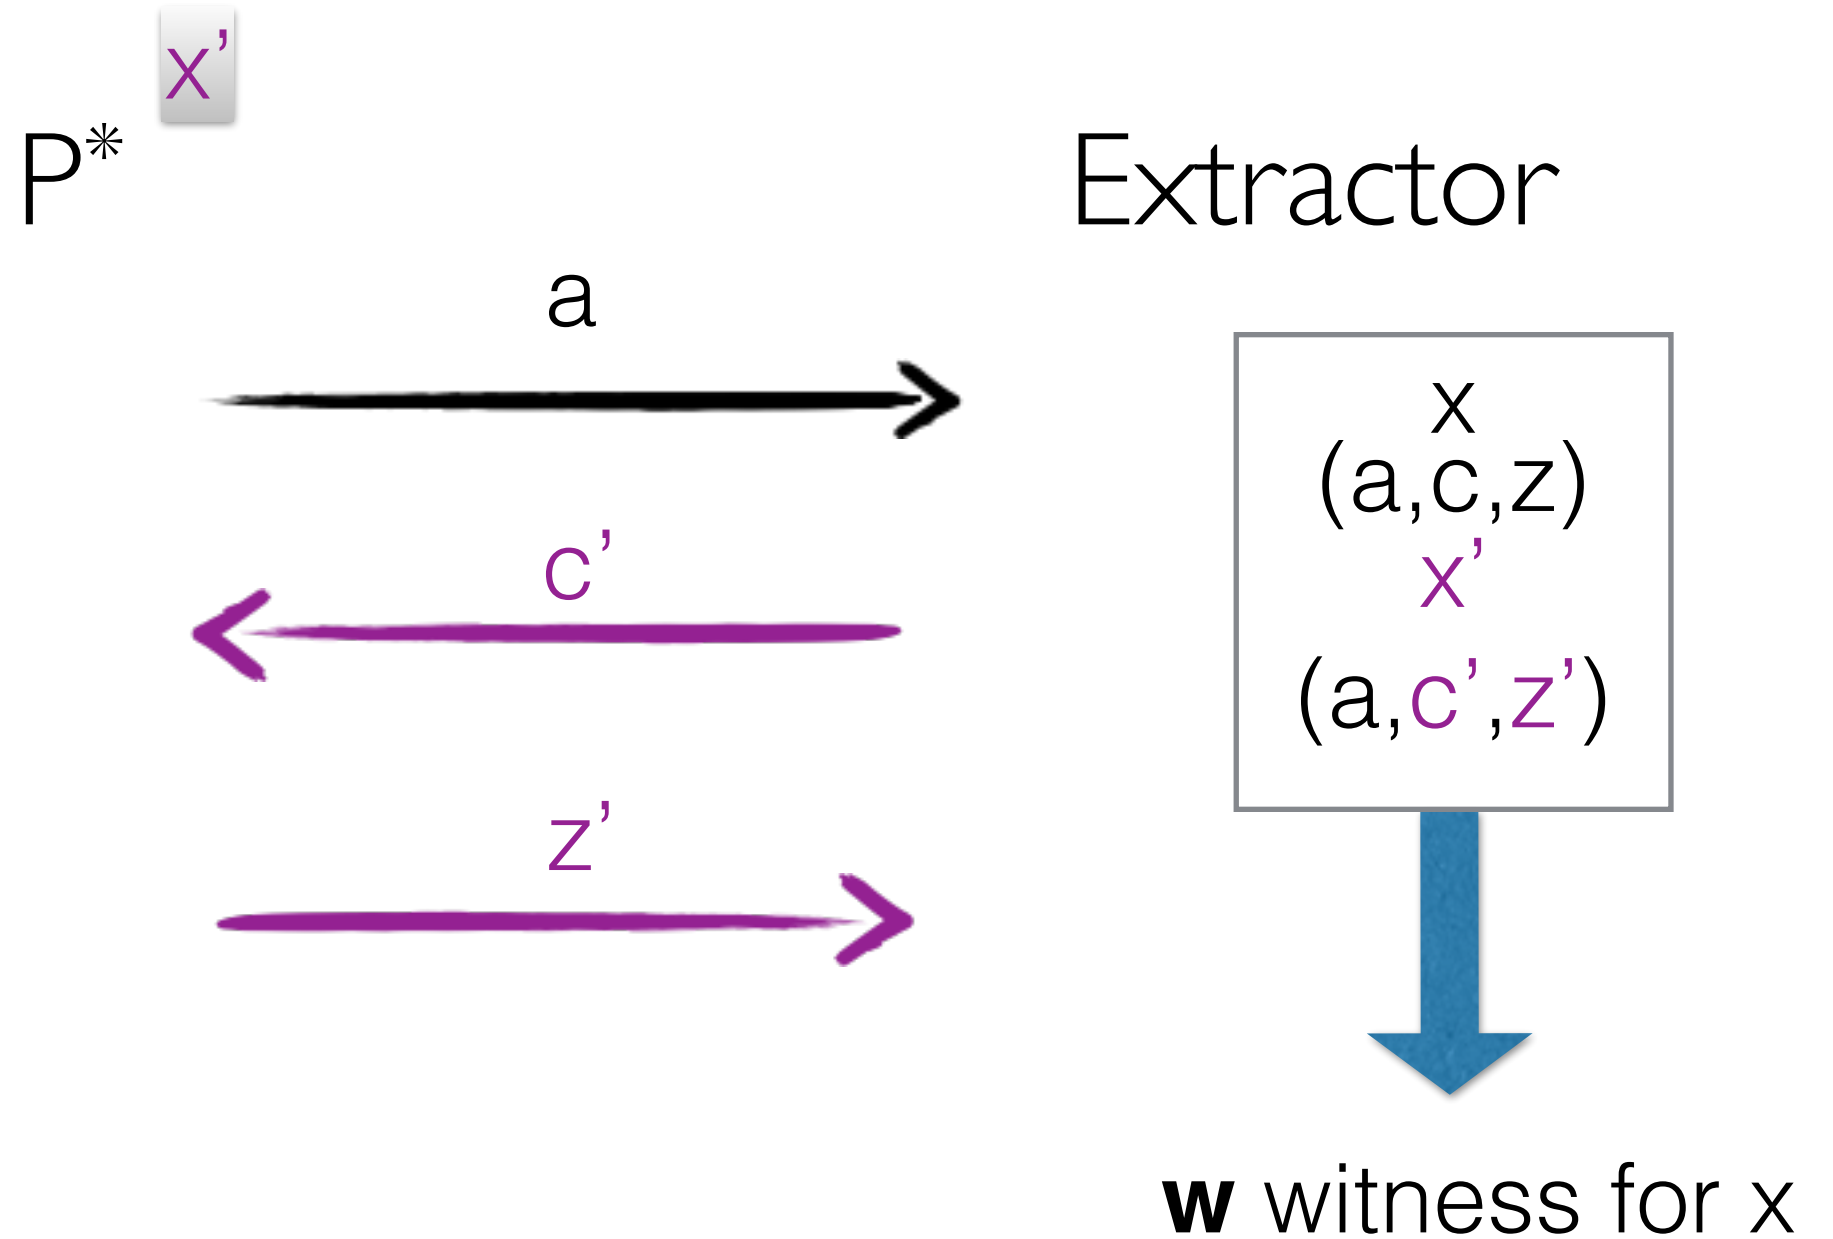 x’
P*
Extractor
a
c’
z’
x
(a,c,z)
x’
(a,c’,z’)
w witness for x